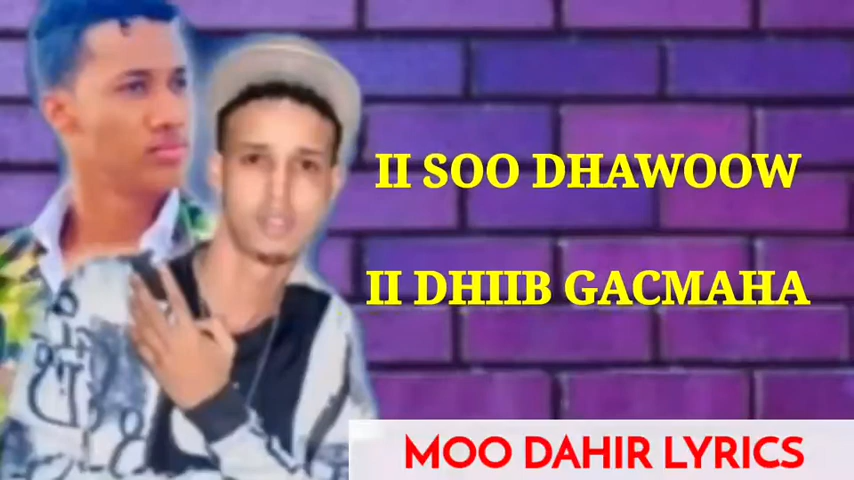 II SOO DHAWOOW
II DHIIB GACMAHA
MOO DAHIR LYRICS